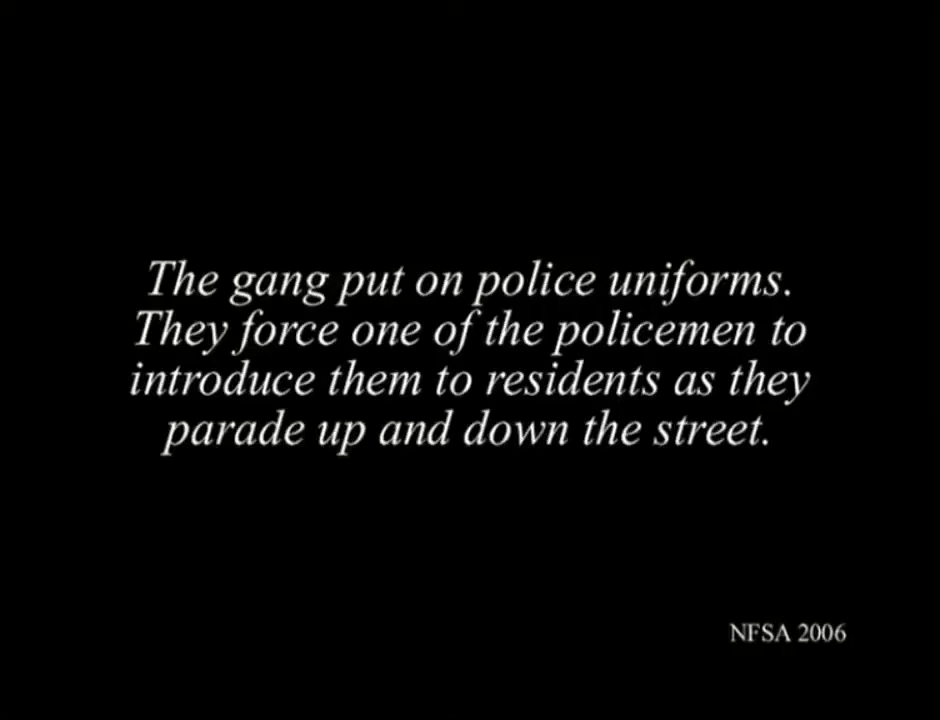 The gang put on police uniforms.
They force one of the policemen to
introduce them to residents as they
parade up and down the street.
NFSA 2006